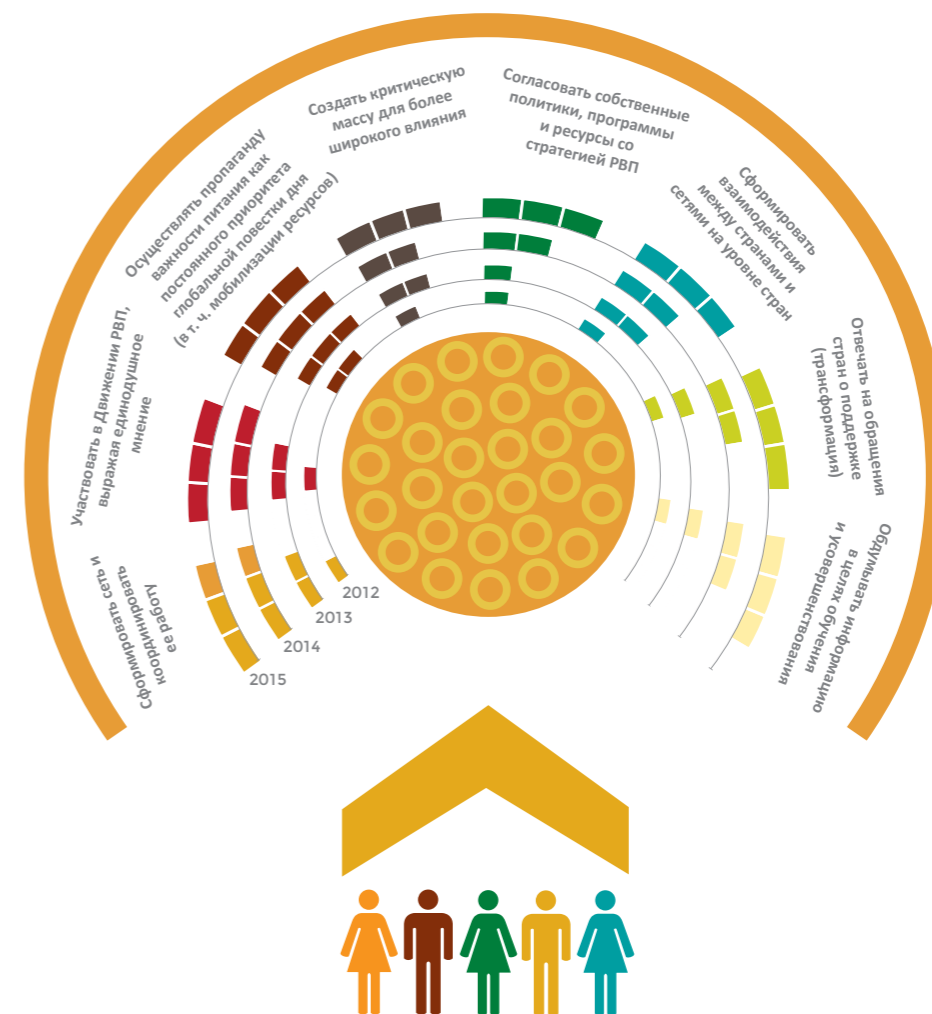 Сформировать сеть и
координировать
ее работу
Участвовать в Движении РВП,
выражая единодушное
мнение
Осуществлять пропаганду
важности питания как
постоянного приоритета
глобальной повестки дня
(в т. ч. мобилизации ресурсов)
Создать критическую
массу для более
широкого влияния
Согласовать собственные
политики, программы
и ресурсы со
стратегией РВП
Сформировать
взаимодействия
между странами и
сетями на уровне стран
Отвечать на обращения
стран о поддержке
(трансформация)
Обдумывать информацию
в целях обучения
и усовершенствования
2012
2013
2014
2015